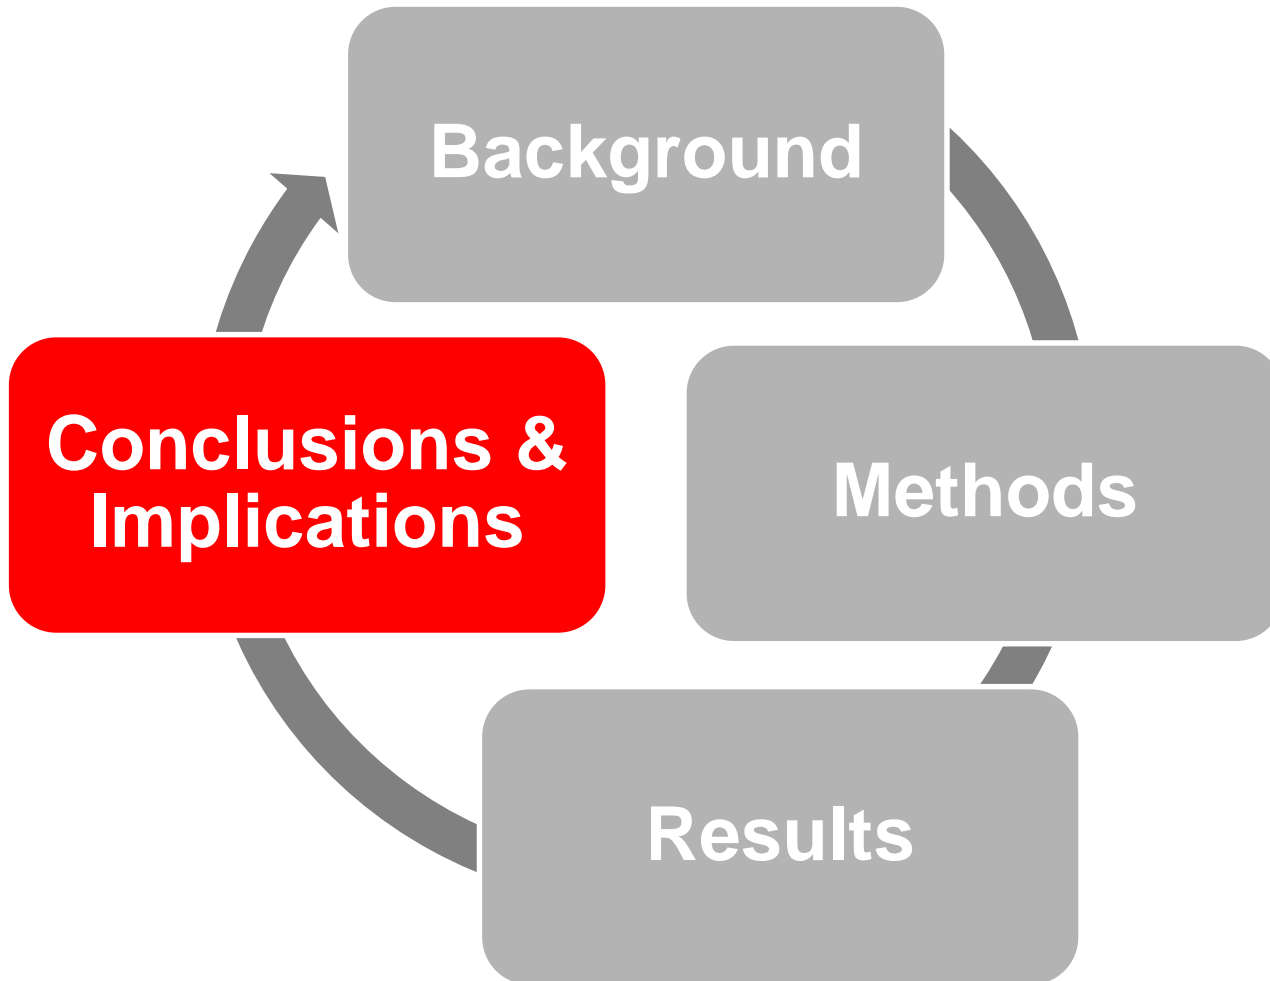 Background
Methods
Results
Conclusions &
Implications